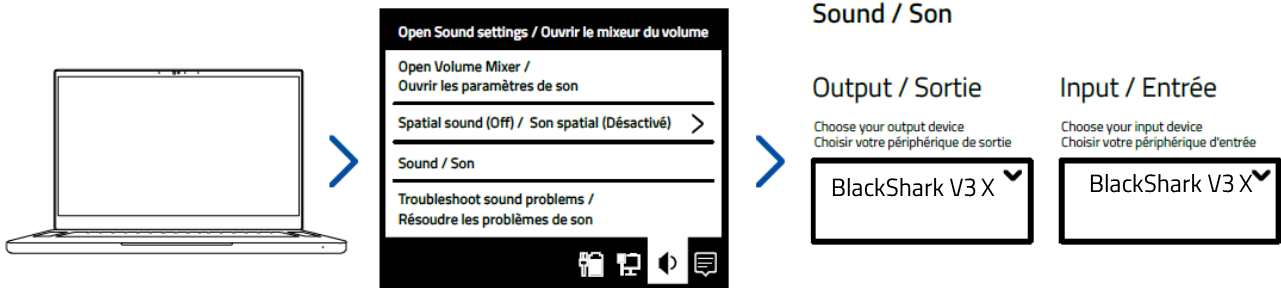 Open Sound settings / Ouvrir le mixeur du volume
Open Volume Mixer /
Ouvrir les paramètres de son
Spatial sound (Off) / Son spatial (Désactivé)
Sound / Son
Troubleshoot sound problems /
Résoudre les problèmes de son
Sound / Son
Output / Sortie
Choose your output device
Choisir votre périphérique de sortie
BlackShark V3 X
Input / Entrée
Choose your input device
Choisir votre périphérique d'entrée
BlackShark V3 X